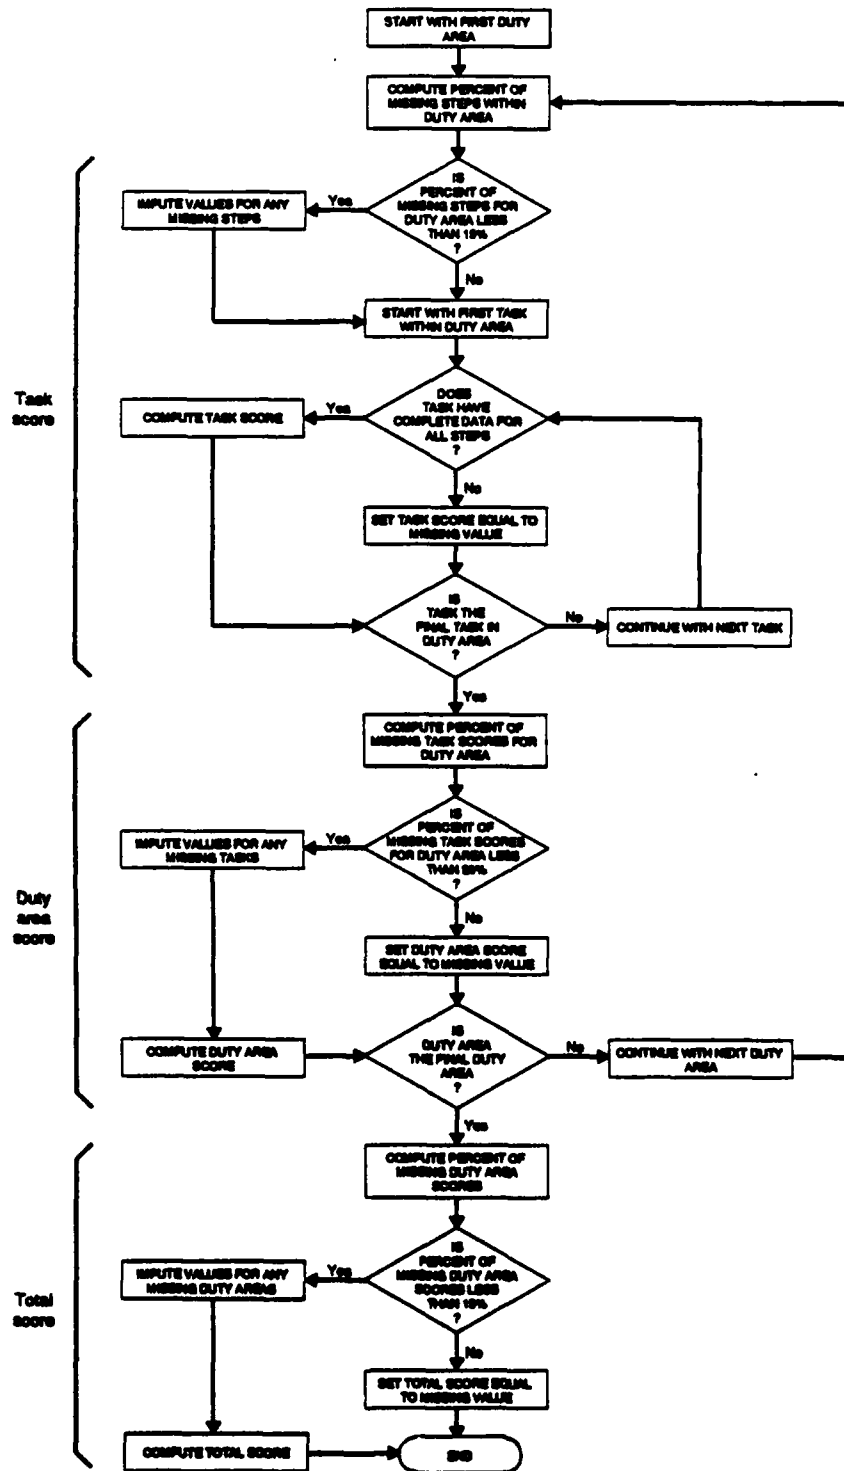 START WITH FIRST DUTY
AREA
COMPUTE PERCENT OF
MISSING STEPS WITHIN
DUTY AREA
IS
PERCENT OF
MISSING STEPS FOR
DUTY AREA LESS
THAN
?
Yes
IMPUTE VALUES FOR ANY
MISSING STEPS
No
START WITH FIRST TASK
WITHIN DUTY AREA
Task
score
DOES
TASK HAVE
COMPLETE DATA FOR
ALL STEPS
?
Yes
COMPUTE TASK SCORE
No
SET TASK SCORE EQUAL TO
MISSING VALUE
IS
TASK THE
FINAL TASK IN
DUTY AREA
?
No
CONTINUE WITH NEXT TASK
Yes
COMPUTE PERCENT OF
MISSING TASK SCORES FOR
DUTY AREA
IS
PERCENT OF
MISSING TASK SCORES
FOR DUTY AREA LESS
THAN
?
Yes
IMPUTE VALUES FOR ANY
MISSING TASKS
Duty
area
score
No
SET DUTY AREA SCORE
EQUAL TO MISSING VALUE
COMPUTE DUTY AREA
SCORE
IS
DUTY AREA
THE FINAL DUTY
AREA
?
No
CONTINUE WITH NEXT DUTY
AREA
Yes
COMPUTE PERCENT OF
MISSING DUTY AREA
SCORES
IS
PERCENT OF
MISSING DUTY AREA
SCORES LESS
THAN
?
Yes
IMPUTE VALUES FOR ANY
MISSING DUTY AREAS
Total
score
No
SET TOTAL SCORE EQUAL
TO MISSING VALUE
COMPUTE TOTAL SCORE
END